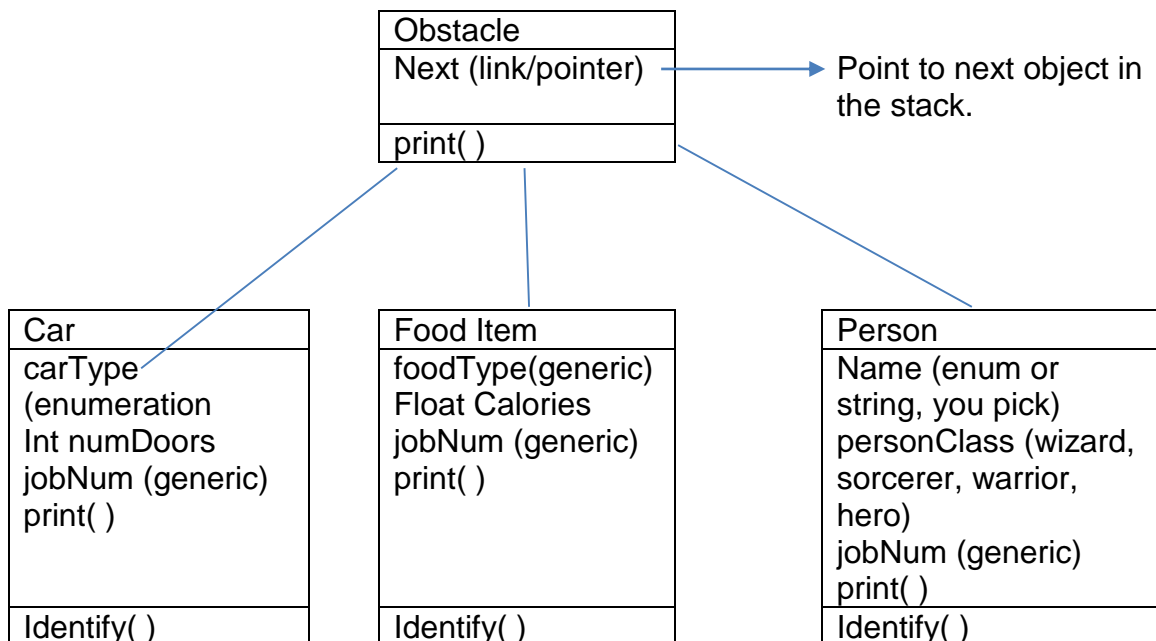 Obstacle
Next (link/pointer)
Point to next object in
the stack.
print( )
Car
carType
(enumeration
Int numDoors
jobNum (generic)
print( )
Identify( )
Food Item
foodType(generic)
Float Calories
jobNum (generic)
print( )
Identify( )
Person
Name (enum or
string, you pick)
personClass (wizard,
sorcerer, warrior,
hero)
jobNum (generic)
print( )
Identify( )